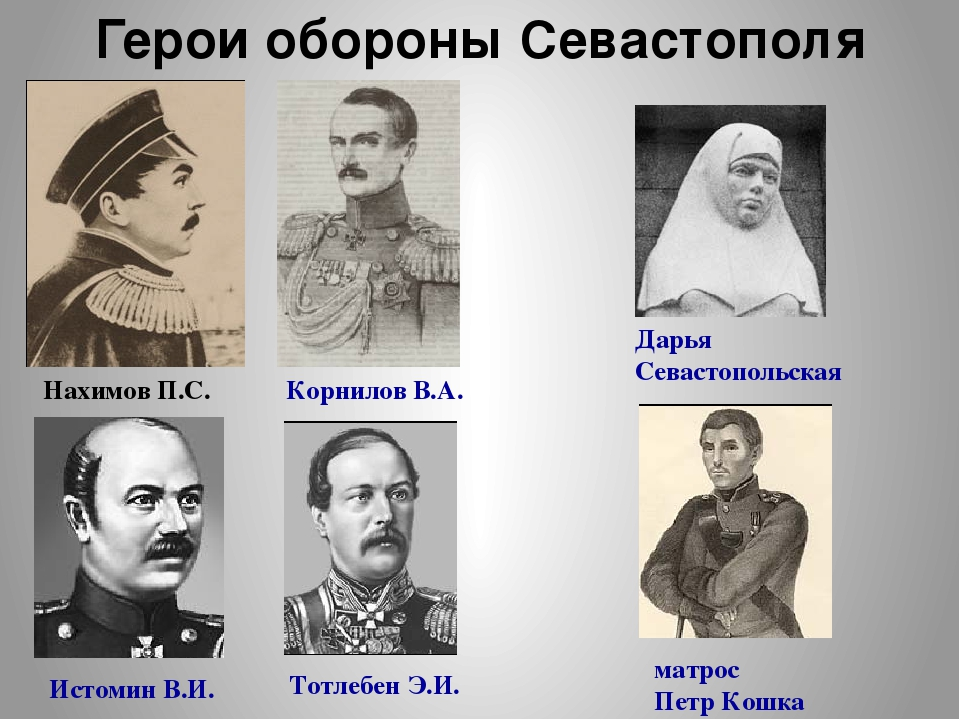 Герои обороны Севастополя
Нахимов П.С.
Корнилов В.А.
Дарья
Севастопольская
Истомин В.И.
Тотлебен Э.И.
матрос
Петр Кошка